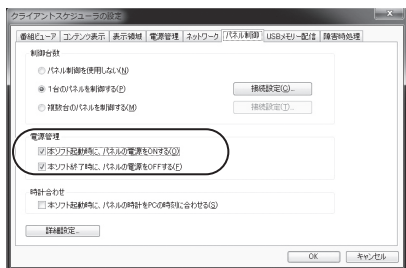 クライアントスケジューラの設定
番組ビューア コンテンツ表示 表示領域 電源管理 ネットワーク パネル制御 USBメモリー配信 障害時処理
制御台数
パネル制御を使用しない(N)
1台のパネルを制御する(P) 接続設定(C)...
複数台のパネルを制御する(M) 接続設定(T)...
電源管理
本ソフト起動時に、パネルの電源をONする(O)
本ソフト終了時に、パネルの電源をOFFする(F)
時計合わせ
本ソフト起動時に、パネルの時計をPCの時刻に合わせる(S)
詳細設定...
OK キャンセル